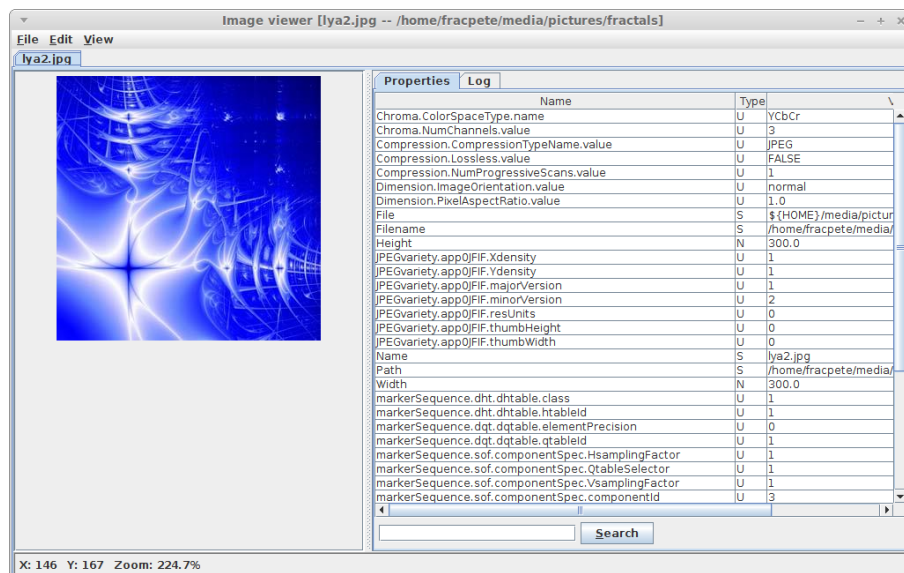 Image viewer [lya2.jpg -- /home/fracpete/media/pictures/fractals]
File Edit View
lya2.jpg
Properties Log
Name Type
Chroma.ColorSpaceType.name U YCbCr
Chroma.NumChannels.value U 3
Compression.CompressionTypeName.value U JPEG
Compression.Lossless.value U FALSE
Compression.NumProgressiveScans.value U 1
Dimension.ImageOrientation.value U normal
Dimension.PixelAspectRatio.value U 1.0
File S ${HOME}/media/pictur
Filename S /home/fracpete/media/
Height N 300.0
JPEGvariety.app0JFIF.Xdensity U 1
JPEGvariety.app0JFIF.Ydensity U 1
JPEGvariety.app0JFIF.majorVersion U 1
JPEGvariety.app0JFIF.minorVersion U 2
JPEGvariety.app0JFIF.resUnits U 0
JPEGvariety.app0JFIF.thumbHeight U 0
JPEGvariety.app0JFIF.thumbWidth U 0
Name S lya2.jpg
Path S /home/fracpete/media/
Width N 300.0
markerSequence.dht.dhtable.class U 1
markerSequence.dht.dhtable.htableId U 1
markerSequence.dqt.dqtable.elementPrecision U 0
markerSequence.dqt.dqtable.qtableId U 1
markerSequence.sof.componentSpec.HsamplingFactor U 1
markerSequence.sof.componentSpec.QtableSelector U 1
markerSequence.sof.componentSpec.VsamplingFactor U 1
markerSequence.sof.componentSpec.componentId U 3
Search
X: 146 Y: 167 Zoom: 224.7%